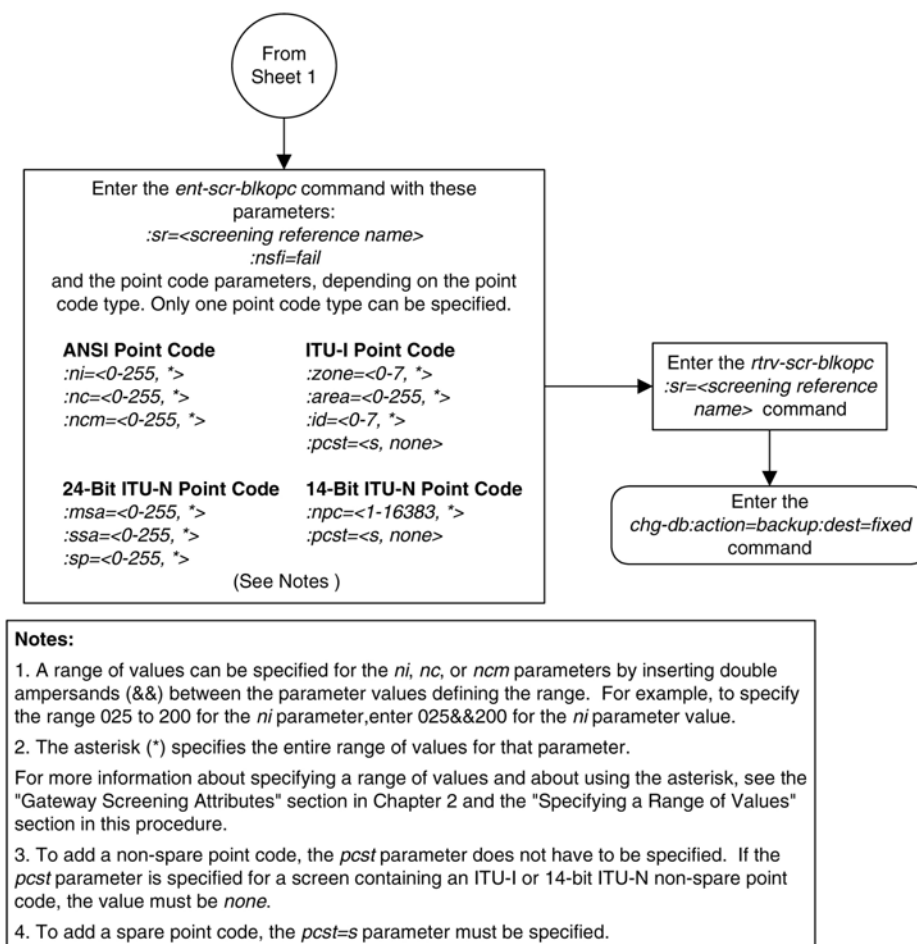 From
Sheet 1
Enter the ent-scr-blkopc command with these
parameters:
:sr=<screening reference name>
:nsfi=fail
and the point code parameters, depending on the point
code type. Only one point code type can be specified.
ANSI Point Code
:ni=<0-255, *>
:nc=<0-255, *>
:ncm=<0-255, *>
ITU-I Point Code
:zone=<0-7, *>
:area=<0-255, *>
:id=<0-7, *>
:pcst=<s, none>
24-Bit ITU-N Point Code
:msa=<0-255, *>
:ssa=<0-255, *>
:sp=<0-255, *>
14-Bit ITU-N Point Code
:npc=<1-16383, *>
:pcst=<s, none>
(See Notes )
Enter the rtrv-scr-blkopc
:sr=<screening reference
name> command
Enter the
chg-db:action=backup:dest=fixed
command
Notes:
1. A range of values can be specified for the ni, nc, or ncm parameters by inserting double
ampersands (&&) between the parameter values defining the range. For example, to specify
the range 025 to 200 for the ni parameter,enter 025&&200 for the ni parameter value.
2. The asterisk (*) specifies the entire range of values for that parameter.
For more information about specifying a range of values and about using the asterisk, see the
"Gateway Screening Attributes" section in Chapter 2 and the "Specifying a Range of Values"
section in this procedure.
3. To add a non-spare point code, the pcst parameter does not have to be specified. If the
pcst parameter is specified for a screen containing an ITU-I or 14-bit ITU-N non-spare point
code, the value must be none.
4. To add a spare point code, the pcst=s parameter must be specified.